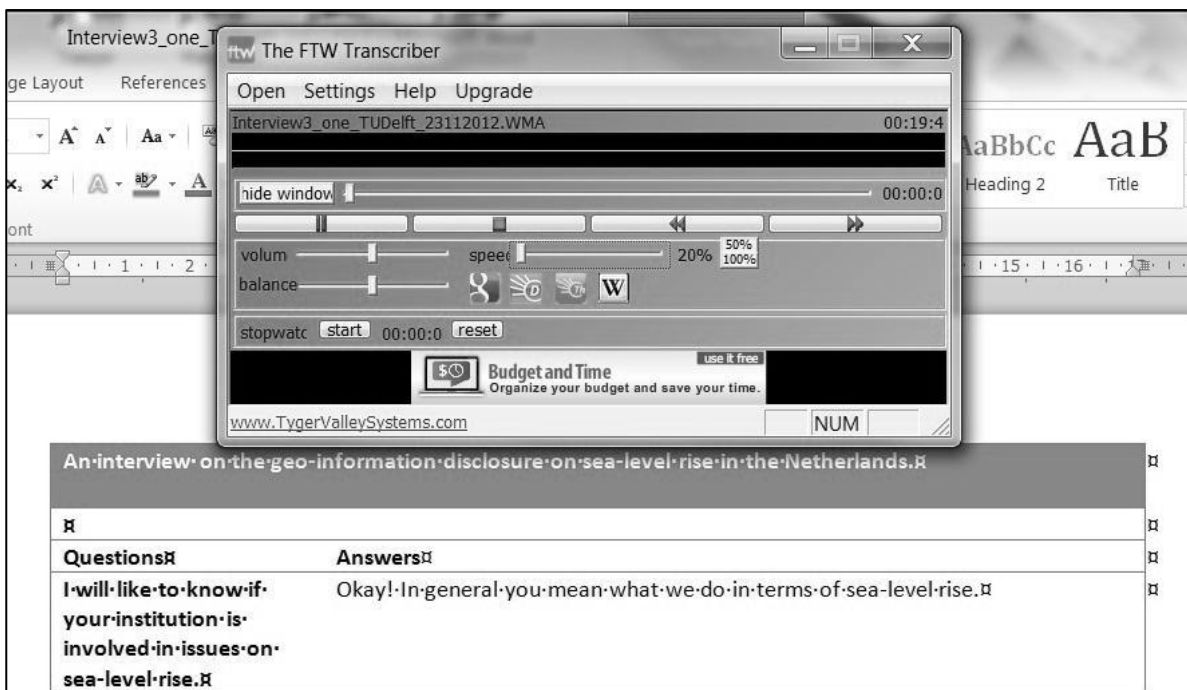 Interview3_one_T
The FTW Transcriber
ge Layout References
Open Settings Help Upgrade
Interview3_one_TUDelft_23112012.WMA 00:19:4
Aa
AaBbCc AaB
Heading 2 Title
hide window 00:00:0
ont
volum speed 20% 50%
100%
balance W
1 2 15 16
stopwatc start 00:00:0 reset
use it free
Budget and Time
Organize your budget and save your time.
www.TygerValleySystems.com NUM
An·interview·on·the·geo-information·disclosure·on·sea-level·rise·in·the·Netherlands.¤ ¤
¤ ¤
Questions¤ Answers¤ ¤
I·will·like·to·know·if· Okay!·In·general·you·mean·what·we·do·in·terms·of·sea-level·rise.¤ ¤
your·institution·is·
involved·in·issues·on·
sea-level·rise.¤